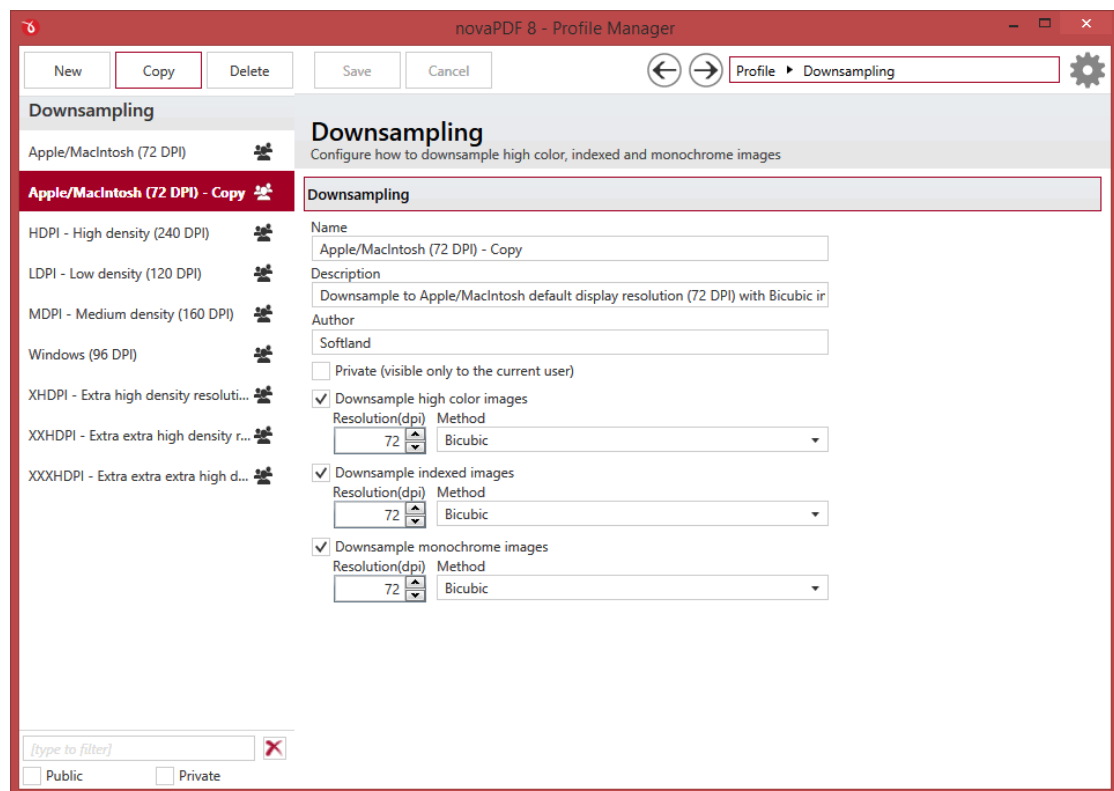 novaPDF 8 - Profile Manager
New Copy Delete Save Cancel Profile Downsampling
Downsampling
Apple/MacIntosh (72 DPI)
Apple/MacIntosh (72 DPI) - Copy
HDPI - High density (240 DPI)
LDPI - Low density (120 DPI)
MDPI - Medium density (160 DPI)
Windows (96 DPI)
XHDPI - Extra high density resoluti...
XXHDPI - Extra extra high density r...
XXXHDPI - Extra extra extra high d...
[type to filter]
Public Private
Downsampling
Configure how to downsample high color, indexed and monochrome images
Downsampling
Name
Apple/MacIntosh (72 DPI) - Copy
Description
Downsample to Apple/MacIntosh default display resolution (72 DPI) with Bicubic in
Author
Softland
Private (visible only to the current user)
Downsample high color images
Resolution(dpi) Method
72 Bicubic
Downsample indexed images
Resolution(dpi) Method
72 Bicubic
Downsample monochrome images
Resolution(dpi) Method
72 Bicubic